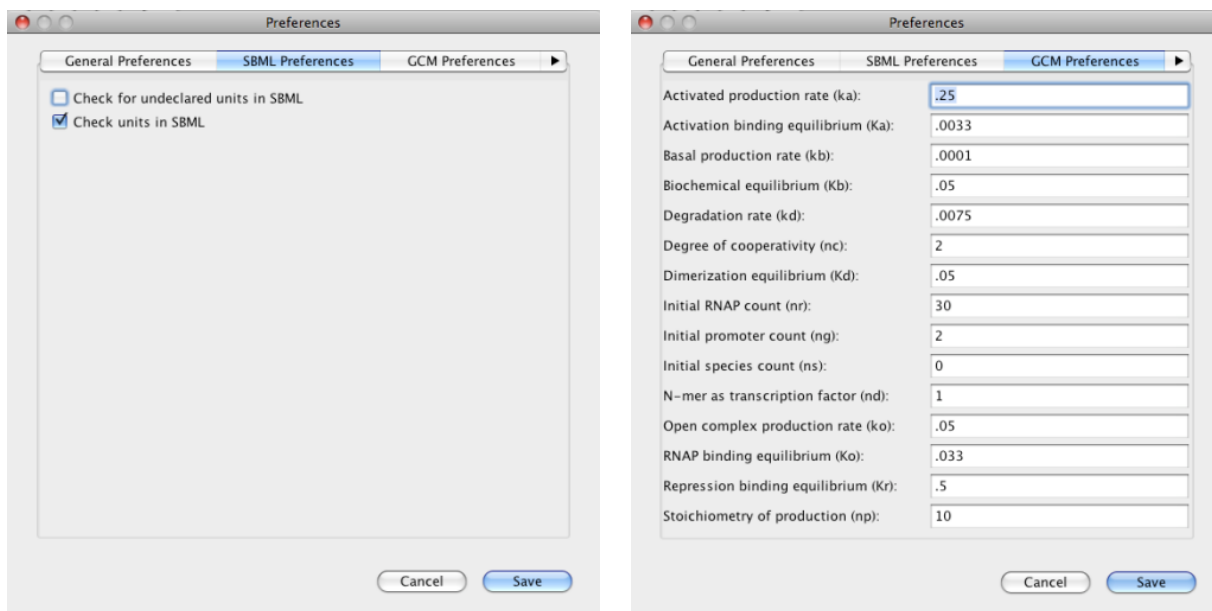 Preferences
General Preferences SBML Preferences GCM Preferences
Check for undeclared units in SBML
Check units in SBML
Cancel Save
Preferences
General Preferences SBML Preferences GCM Preferences
Activated production rate (ka): .25
Activation binding equilibrium (Ka): .0033
Basal production rate (kb): .0001
Biochemical equilibrium (Kb): .05
Degradation rate (kd): .0075
Degree of cooperativity (nc): 2
Dimerization equilibrium (Kd): .05
Initial RNAP count (nr): 30
Initial promoter count (ng): 2
Initial species count (ns): 0
N-mer as transcription factor (nd): 1
Open complex production rate (ko): .05
RNAP binding equilibrium (Ko): .033
Repression binding equilibrium (Kr): .5
Stoichiometry of production (np): 10
Cancel Save